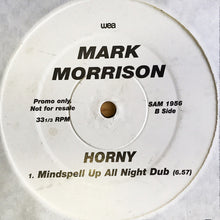 wea
MARK
MORRISON
Promo only.
Not for resale
33 1/3 RPM
SAM 1956
B Side
HORNY
1. Mindspell Up All Night Dub (6.57)